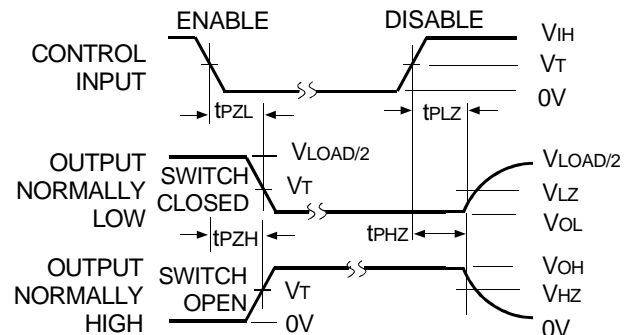 ENABLE DISABLE
CONTROL INPUT
VIH
VT
0V
tPZL tPLZ
OUTPUT NORMALLY LOW
SWITCH CLOSED
VLOAD/2
VT
VLOAD/2
VLZ
VOL
tPZH tPHZ
OUTPUT NORMALLY HIGH
SWITCH OPEN
VT
0V
VOH
VHZ
0V